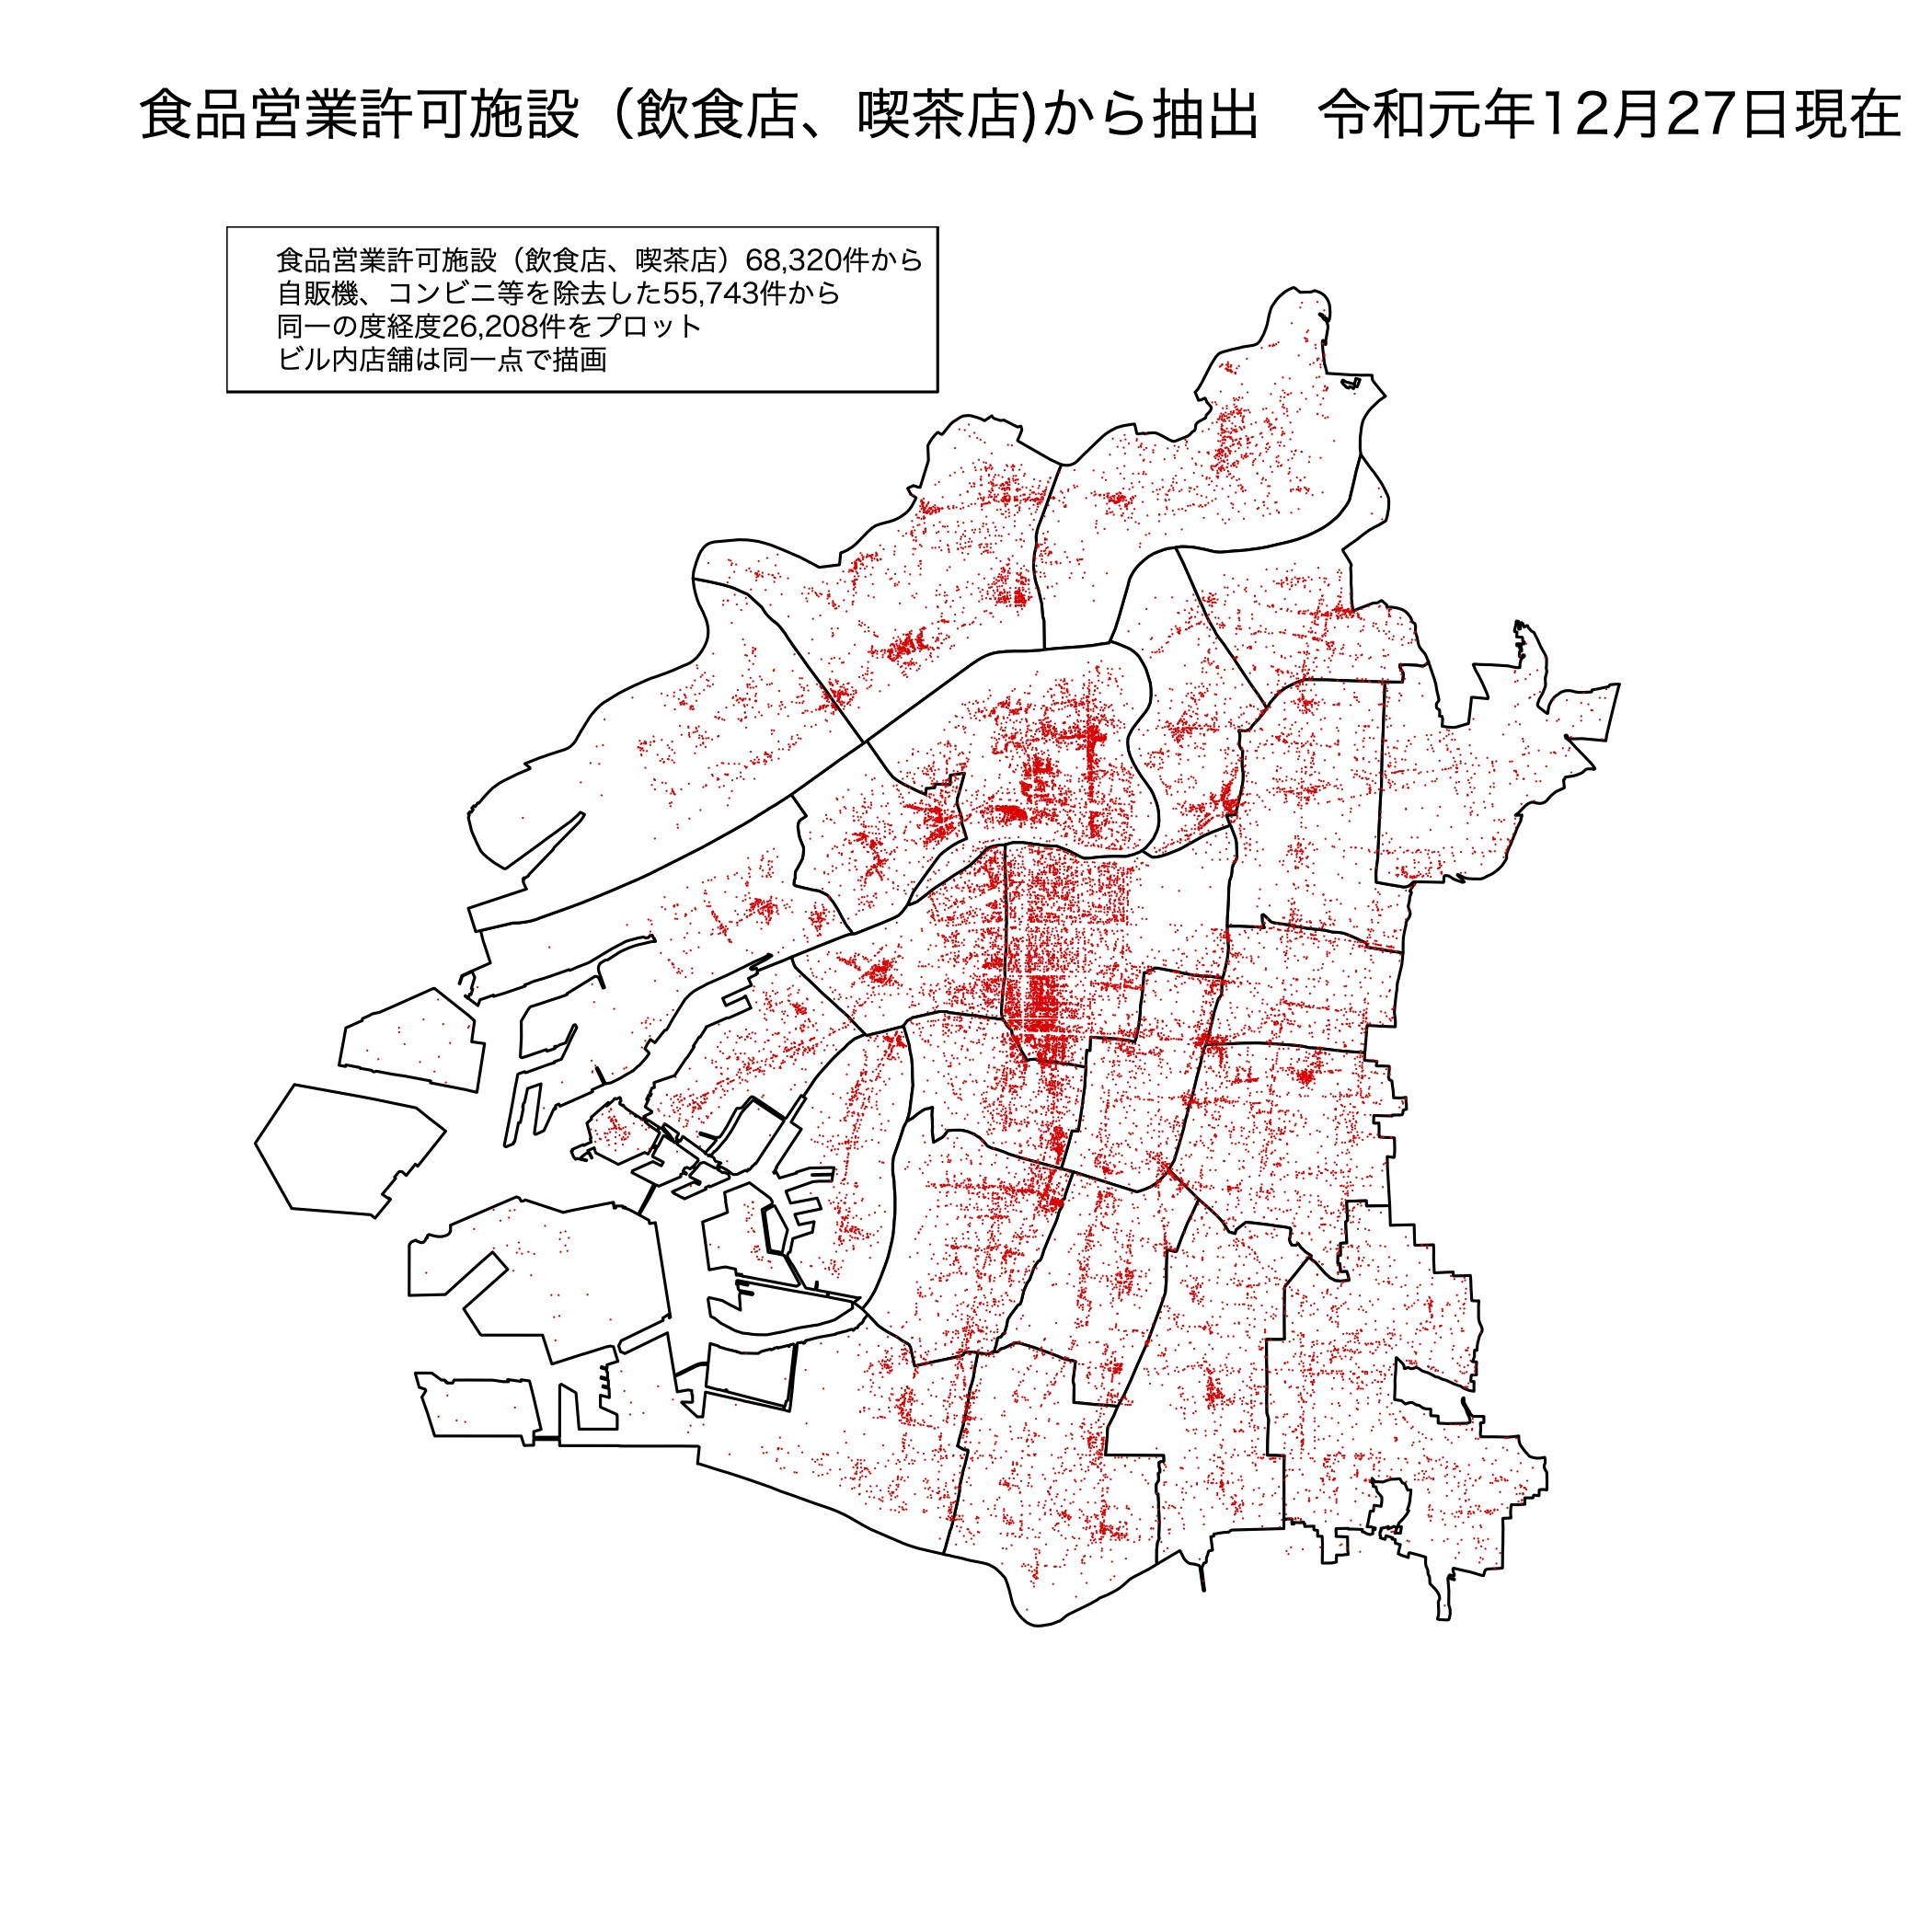 食品営業許可施設（飲食店、喫茶店)から抽出　令和元年12月27日現在
食品営業許可施設（飲食店、喫茶店）68,320件から
自販機、コンビニ等を除去した55,743件から
同一の度経度26,208件をプロット
ビル内店舗は同一点で描画